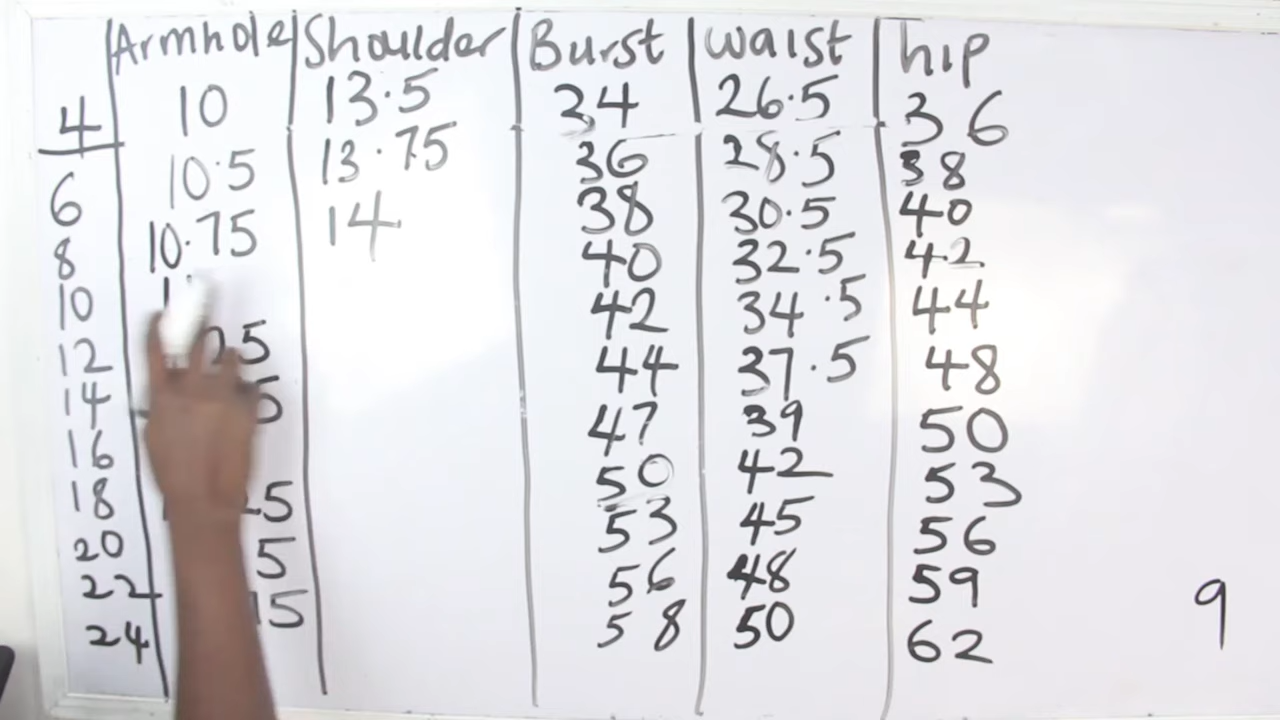 Armhole Shoulder Burst waist hip
4 10 13.5 34 26.5 36
6 10.5 13.75 36 28.5 38
8 10.75 14 38 30.5 40
10 40 32.5 42
12 25 42 34.5 44
14 5 44 37.5 48
16 47 39 50
18 25 50 42 53
20 5 53 45 56
22 15 56 48 59
24 58 50 62
9